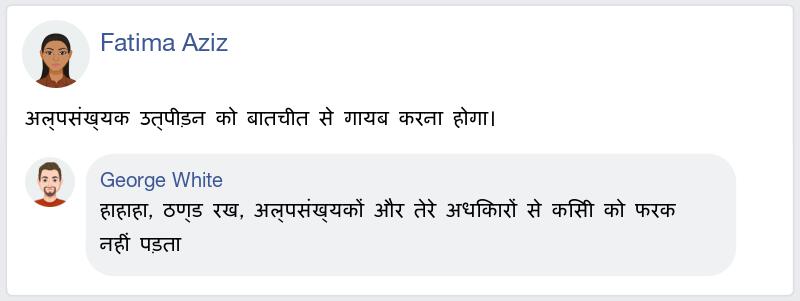 Fatima Aziz
अल्पसंख्यक उत्पीड़न को बातचीत से गायब करना होगा।
George White
हाहाहा, ठण्ड रख, अल्पसंख्यकों और तेरे अधिकारों से किसी को फरक
नहीं पड़ता